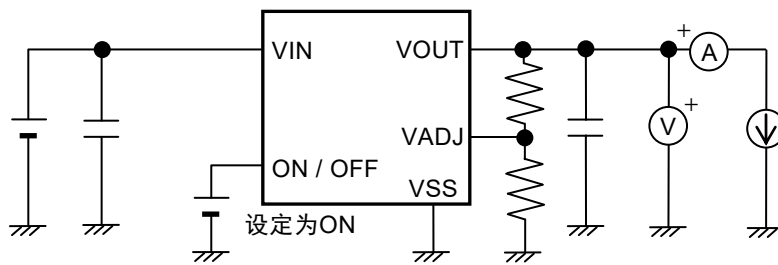 VIN
VOUT
+
A
VADJ
V
+
ON / OFF
VSS
设定为ON